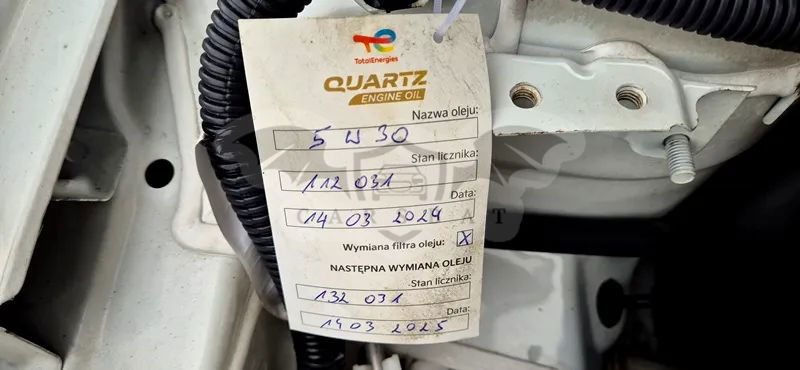 TotalEnergies
QUARTZ
ENGINE OIL
Nazwa oleju:
5 W 30
Stan licznika:
112 031
Data:
14 03 2024
Wymiana filtra oleju: X
NASTĘPNA WYMIANA OLEJU
Stan licznika:
132 031
Data:
14 03 2025